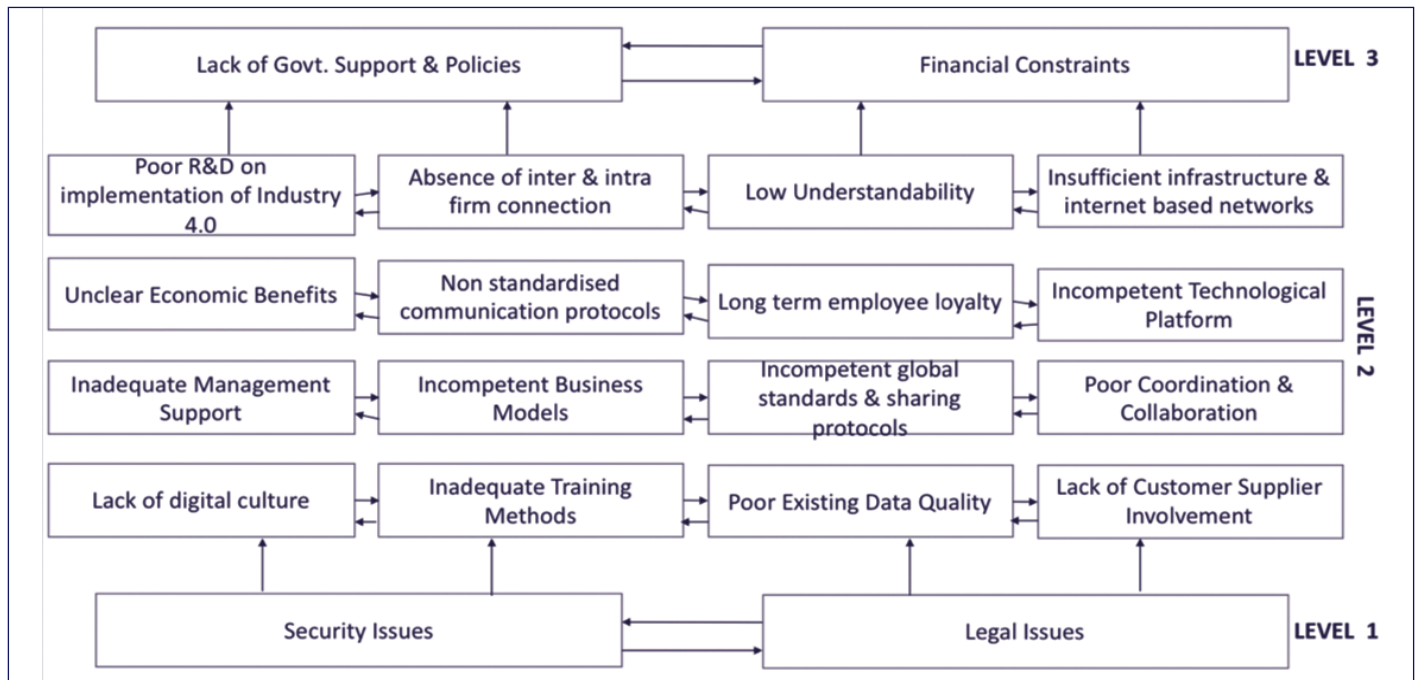 Lack of Govt. Support & Policies
Financial Constraints
LEVEL 3
Poor R&D on
implementation of Industry
4.0
Absence of inter & intra
firm connection
Low Understandability
Insufficient infrastructure &
internet based networks
Unclear Economic Benefits
Non standardised
communication protocols
Long term employee loyalty
Incompetent Technological
Platform
LEVEL 2
Inadequate Management
Support
Incompetent Business
Models
Incompetent global
standards & sharing
protocols
Poor Coordination &
Collaboration
Lack of digital culture
Inadequate Training
Methods
Poor Existing Data Quality
Lack of Customer Supplier
Involvement
Security Issues
Legal Issues
LEVEL 1